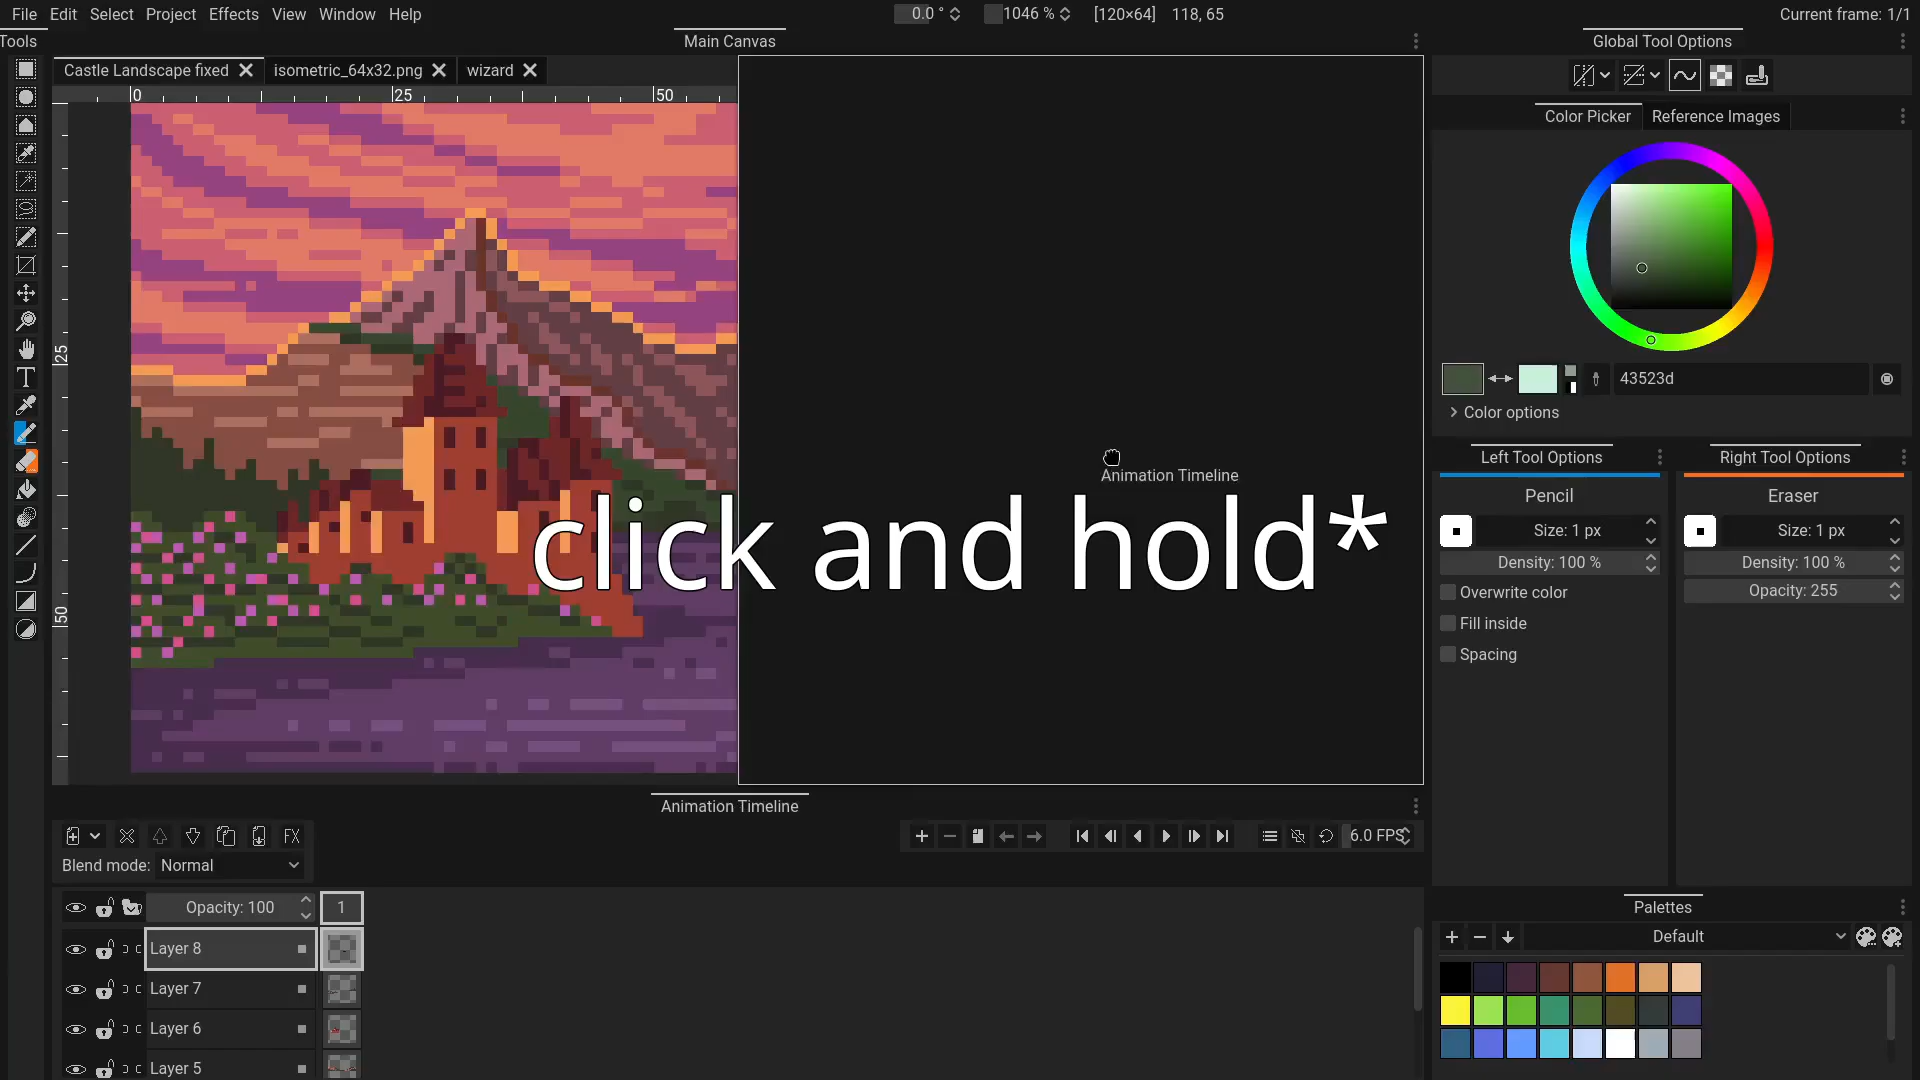 File Edit Select Project Effects View Window Help
0.0 ° 1046 % [120×64] 118, 65
Current frame: 1/1
Tools
Main Canvas
Global Tool Options
Castle Landscape fixed isometric_64x32.png wizard
0 25 50
25
50
Color Picker Reference Images
43523d
Color options
Left Tool Options Right Tool Options
Animation Timeline
click and hold*
Pencil
Size: 1 px
Density: 100 %
Overwrite color
Fill inside
Spacing
Eraser
Size: 1 px
Density: 100 %
Opacity: 255
Animation Timeline
FX
6.0 FPS
Blend mode: Normal
Opacity: 100 1
Layer 8
Layer 7
Layer 6
Layer 5
Palettes
Default